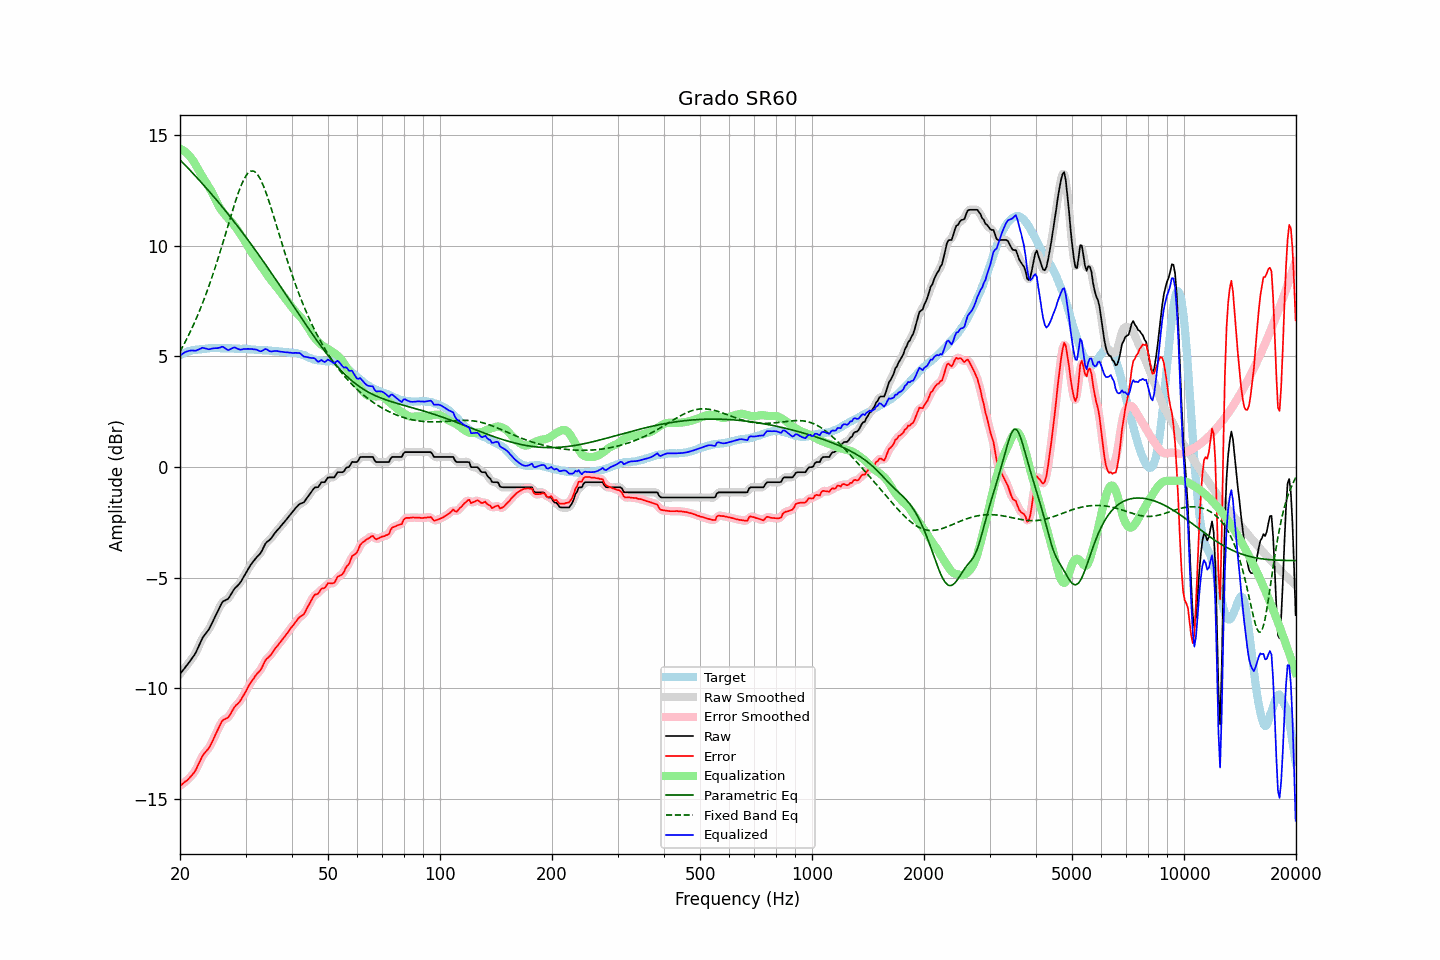 Grado SR60
15
10
5
0
−5
−10
−15
Amplitude (dBr)
20
50
100
200
500
1000
2000
5000
10000
20000
Frequency (Hz)
Target
Raw Smoothed
Error Smoothed
Raw
Error
Equalization
Parametric Eq
Fixed Band Eq
Equalized